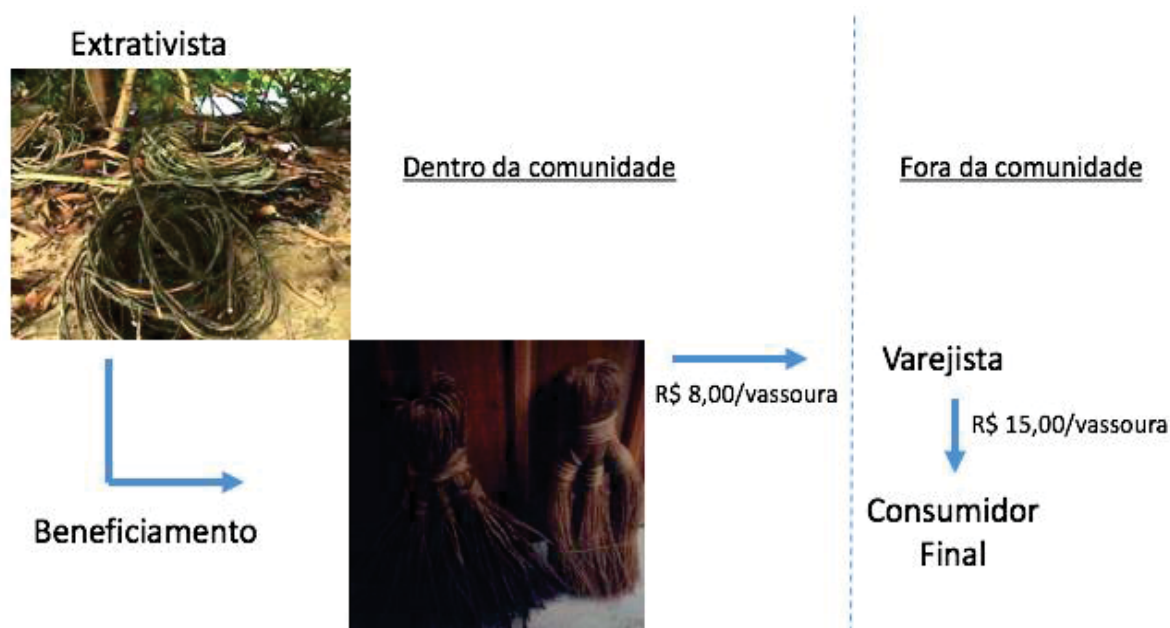 Extrativista
Dentro da comunidade
Fora da comunidade
R$ 8,00/vassoura
Varejista
R$ 15,00/vassoura
Beneficiamento
Consumidor
Final